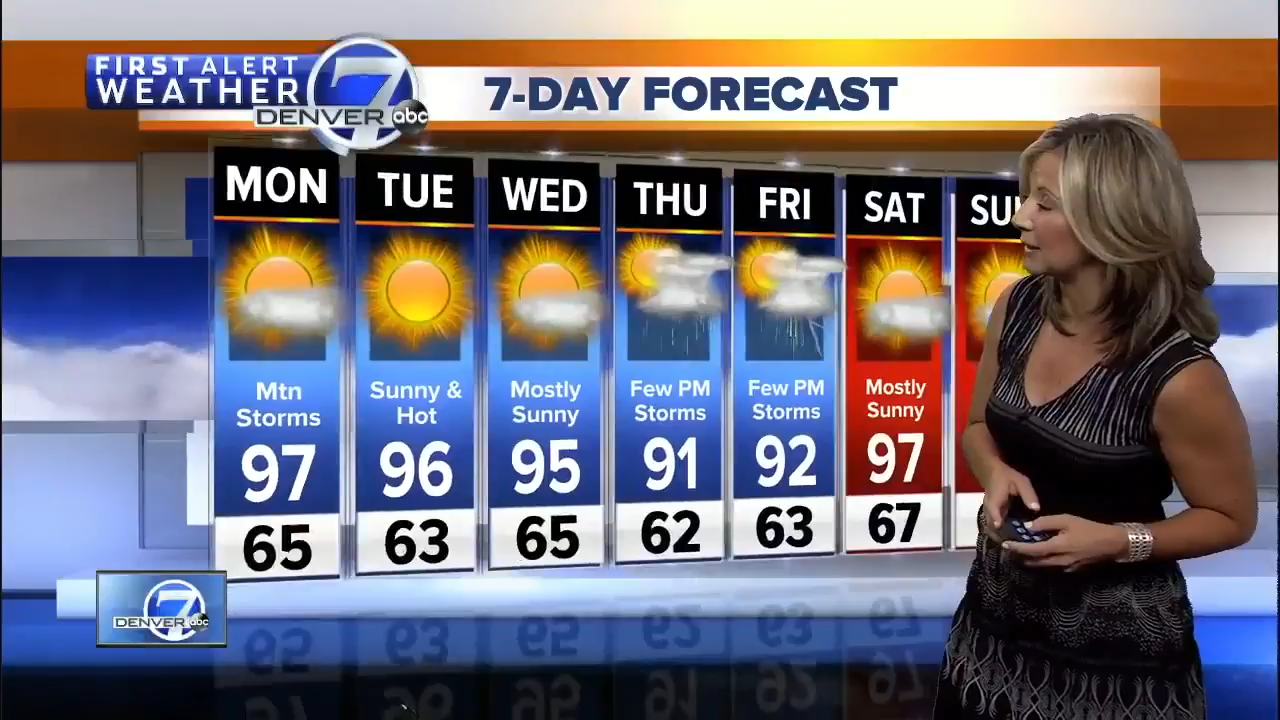 FIRST ALERT
WEATHER
7
DENVER abc
7-DAY FORECAST
MON
TUE
WED
THU
FRI
SAT
Mtn
Storms
Sunny &
Hot
Mostly
Sunny
Few PM
Storms
Few PM
Storms
Mostly
Sunny
97
96
95
91
92
97
65
63
65
62
63
67
7
DENVER abc